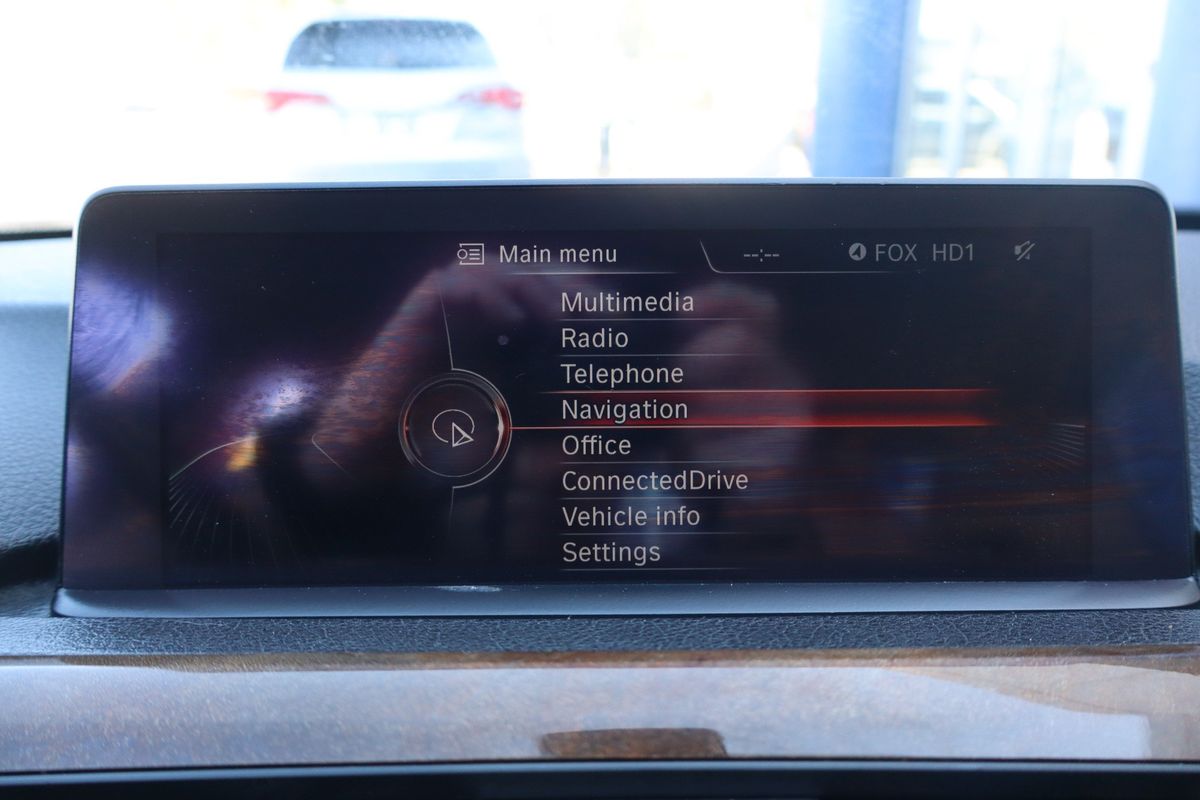 Main menu
--:-- 
FOX HD1
Multimedia
Radio
Telephone
Navigation
Office
ConnectedDrive
Vehicle info
Settings